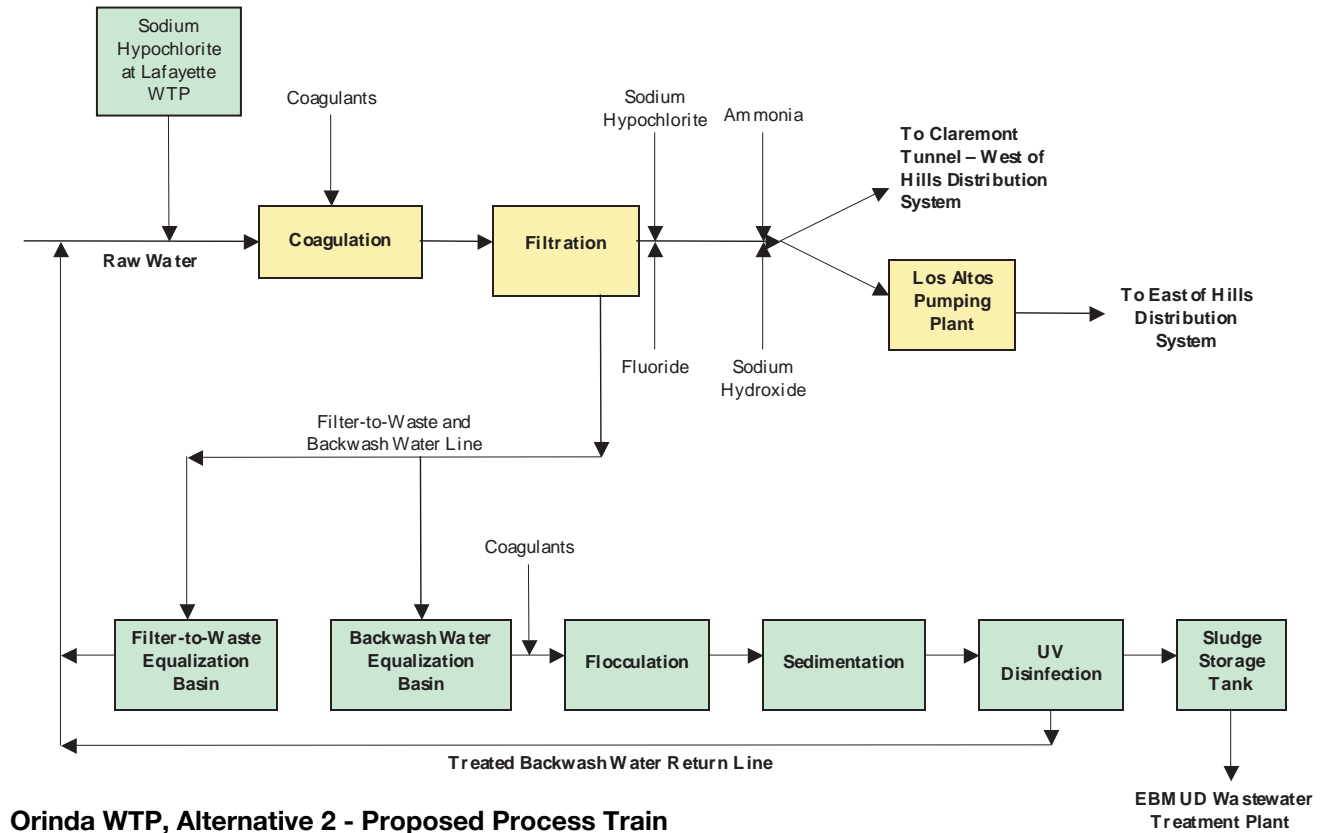 Sodium
Hypochlorite
at Lafayette
WTP
Coagulants
Sodium
Hypochlorite
Ammonia
To Claremont
Tunnel – West of
Hills Distribution
System
Raw Water
Coagulation
Filtration
Los Altos
Pumping
Plant
To East of Hills
Distribution
System
Fluoride
Sodium
Hydroxide
Filter-to-Waste and
Backwash Water Line
Coagulants
Filter-to-Waste
Equalization
Basin
Backwash Water
Equalization
Basin
Flocculation
Sedimentation
UV
Disinfection
Sludge
Storage
Tank
Treated Backwash Water Return Line
EBMUD Wastewater
Treatment Plant
Orinda WTP, Alternative 2 - Proposed Process Train